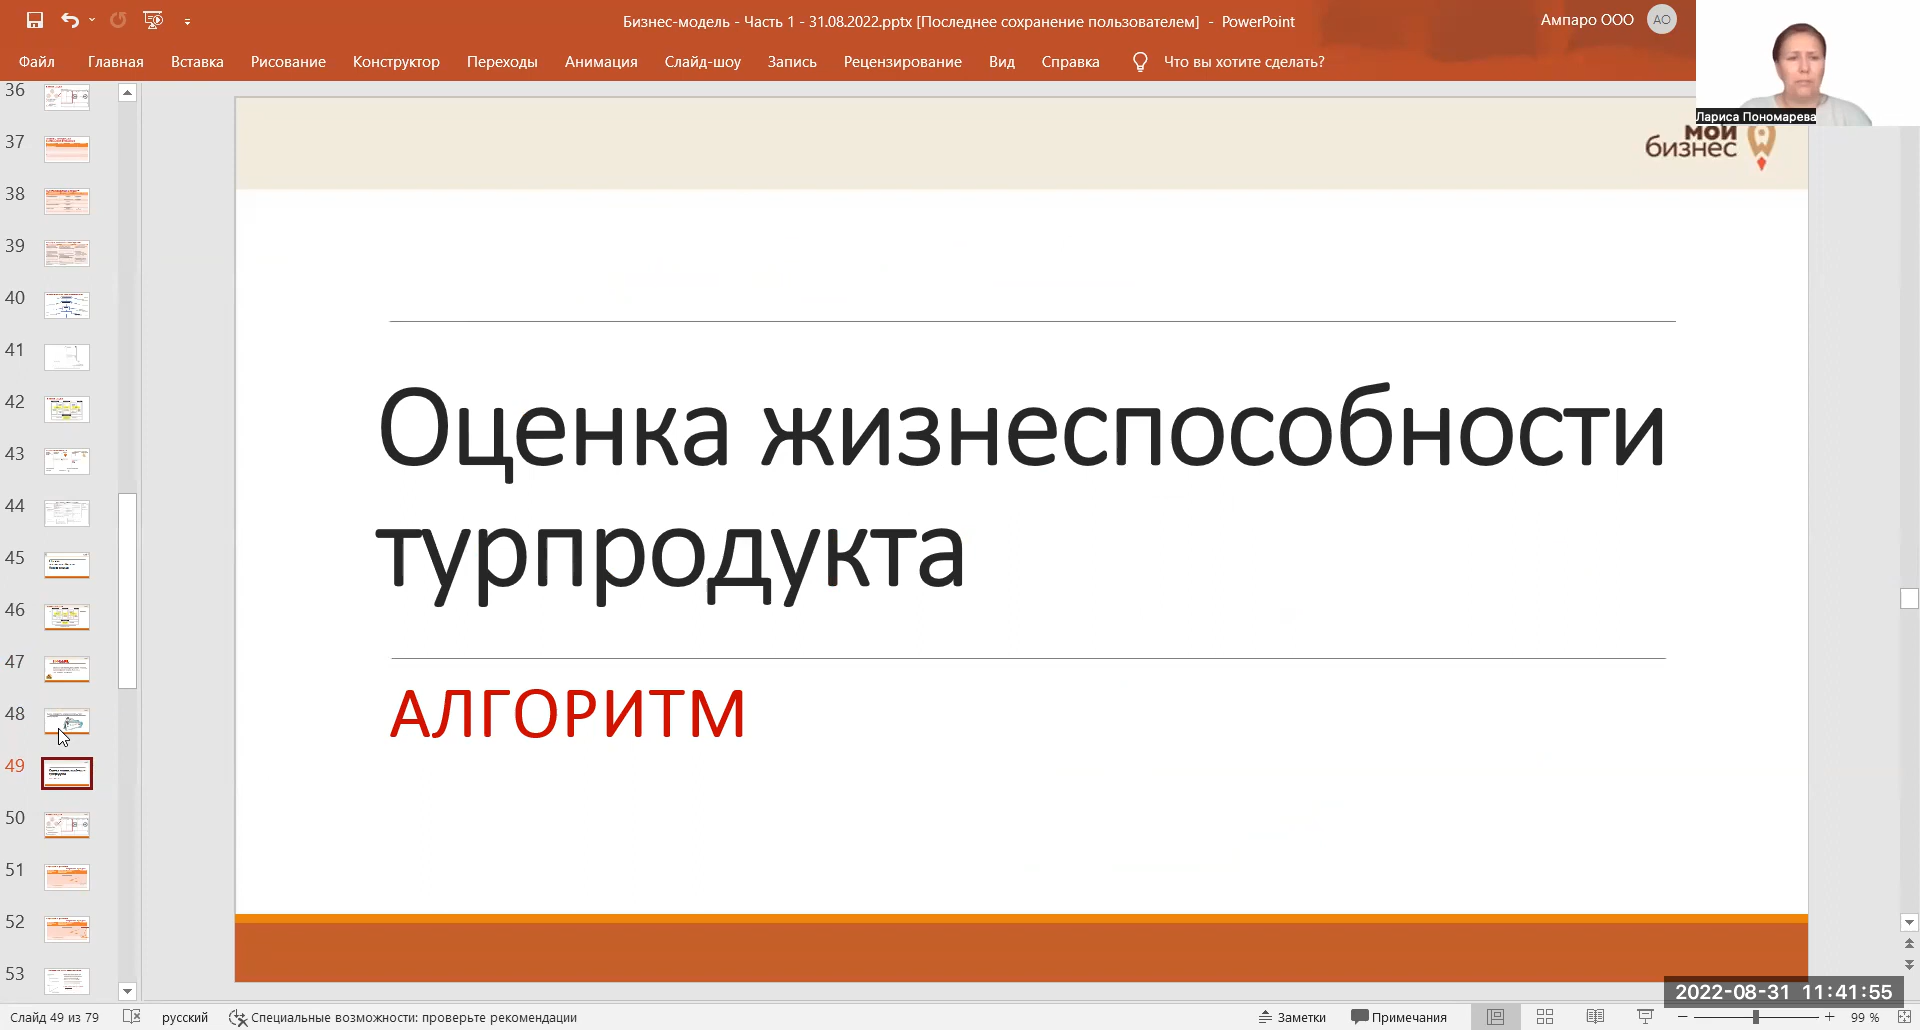 Бизнес-модель - Часть 1 - 31.08.2022.pptx [Последнее сохранение пользователем] - PowerPoint
Ампаро ООО
АО
Файл Главная Вставка Рисование Конструктор Переходы Анимация Слайд-шоу Запись Рецензирование Вид Справка Что вы хотите сделать?
Лариса Пономарева
мой
бизнес
36
37
38
39
40
41
42
43
44
45
46
47
48
49
50
51
52
53
Оценка жизнеспособности
турпродукта
АЛГОРИТМ
2022-08-31 11:41:55
Слайд 49 из 79 русский Специальные возможности: проверьте рекомендации Заметки Примечания 99 %